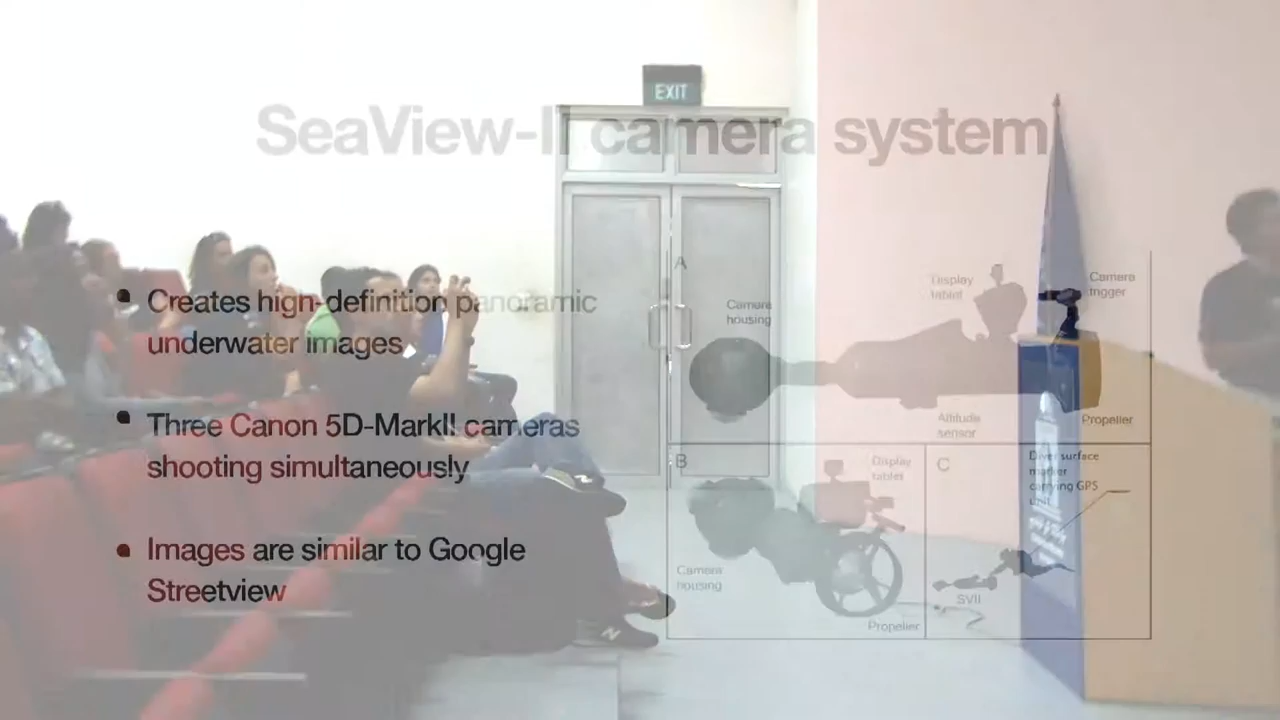 EXIT
SeaView-II camera system
Creates high-definition panoramic
underwater images
Three Canon 5D-MarkII cameras
shooting simultaneously
Images are similar to Google
Streetview
A
Camera
housing
Display
tablet
Camera
trigger
Altitude
sensor
Propeller
B
Display
tablet
Camera
housing
Propeller
C
Diver surface
marker
carrying GPS
unit
SVII
N